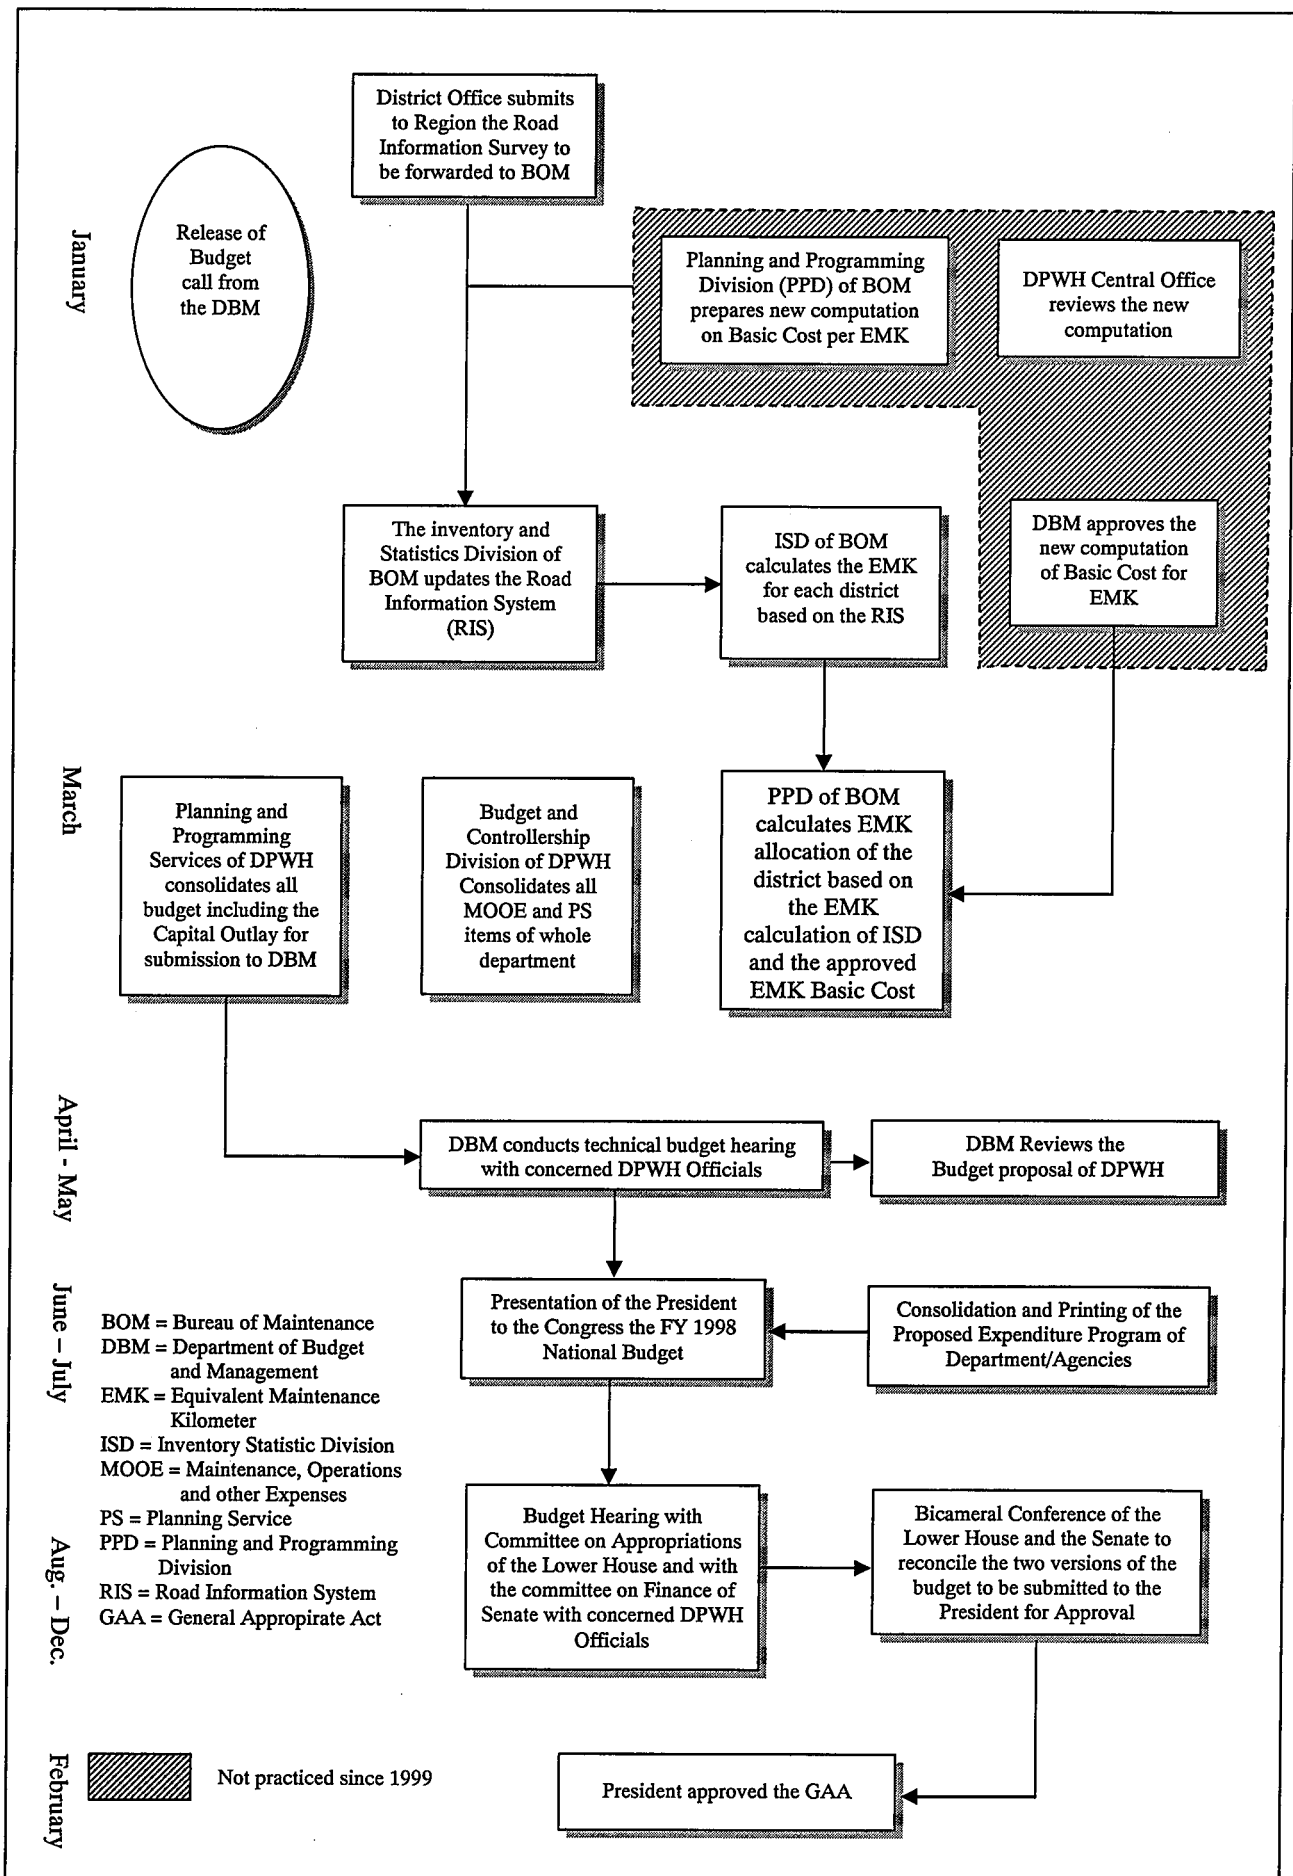 District Office submits
to Region the Road
Information Survey to
be forwarded to BOM
January
Release of
Budget
call from
the DBM
Planning and Programming
Division (PPD) of BOM
prepares new computation
on Basic Cost per EMK
DPWH Central Office
reviews the new
computation
The inventory and
Statistics Division of
BOM updates the Road
Information System
(RIS)
ISD of BOM
calculates the EMK
for each district
based on the RIS
DBM approves the
new computation
of Basic Cost for
EMK
March
Planning and
Programming
Services of DPWH
consolidates all
budget including the
Capital Outlay for
submission to DBM
Budget and
Controllership
Division of DPWH
Consolidates all
MOOE and PS
items of whole
department
PPD of BOM
calculates EMK
allocation of the
district based on
the EMK
calculation of ISD
and the approved
EMK Basic Cost
April - May
DBM conducts technical budget hearing
with concerned DPWH Officials
DBM Reviews the
Budget proposal of DPWH
June – July
Presentation of the President
to the Congress the FY 1998
National Budget
Consolidation and Printing of the
Proposed Expenditure Program of
Department/Agencies
BOM = Bureau of Maintenance
DBM = Department of Budget
and Management
EMK = Equivalent Maintenance
Kilometer
ISD = Inventory Statistic Division
MOOE = Maintenance, Operations
and other Expenses
PS = Planning Service
PPD = Planning and Programming
Division
RIS = Road Information System
GAA = General Appropirate Act
Aug. – Dec.
Budget Hearing with
Committee on Appropriations
of the Lower House and with
the committee on Finance of
Senate with concerned DPWH
Officials
Bicameral Conference of the
Lower House and the Senate to
reconcile the two versions of the
budget to be submitted to the
President for Approval
February
Not practiced since 1999
President approved the GAA